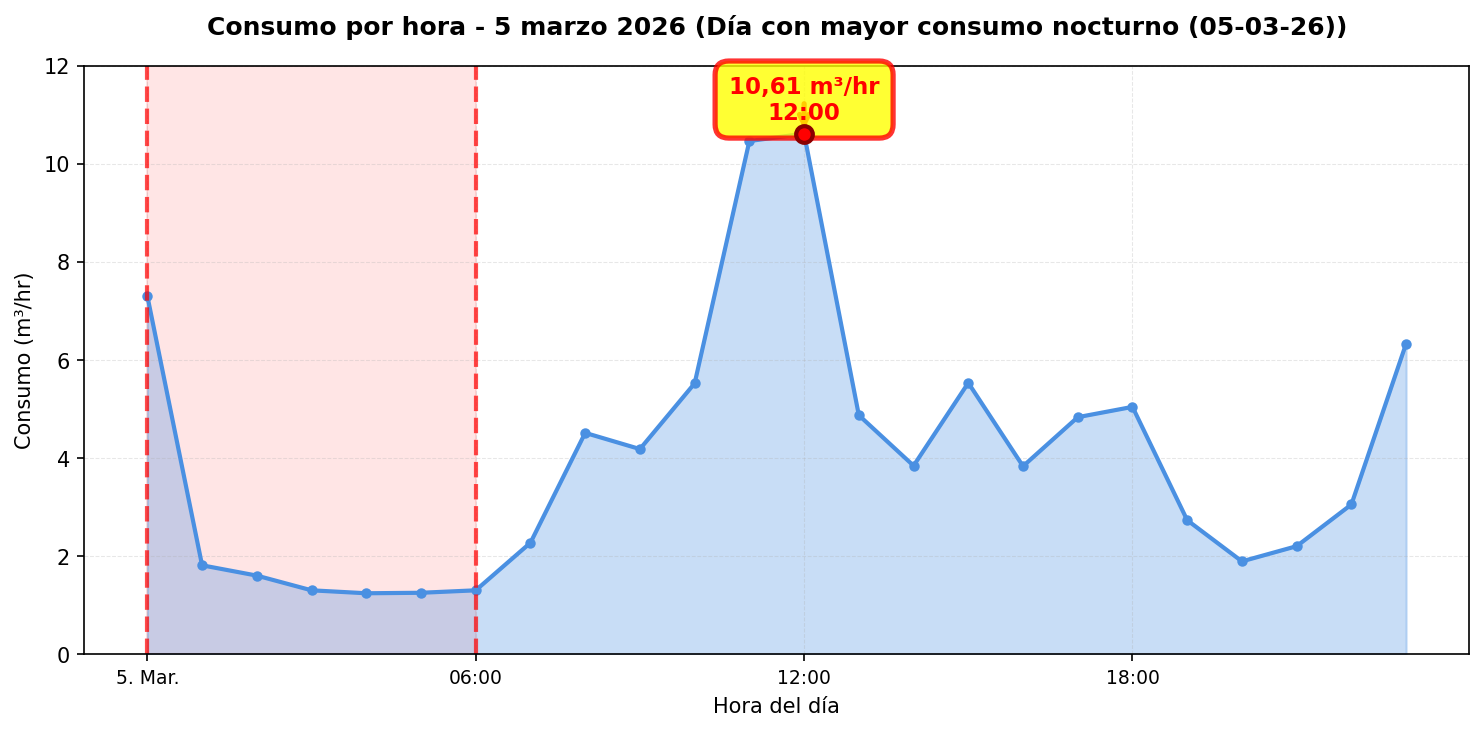 Consumo por hora - 5 marzo 2026 (Día con mayor consumo nocturno (05-03-26))
10,61 m³/hr
12:00
Consumo (m³/hr)
12
10
8
6
4
2
0
5. Mar.
06:00
12:00
18:00
Hora del día